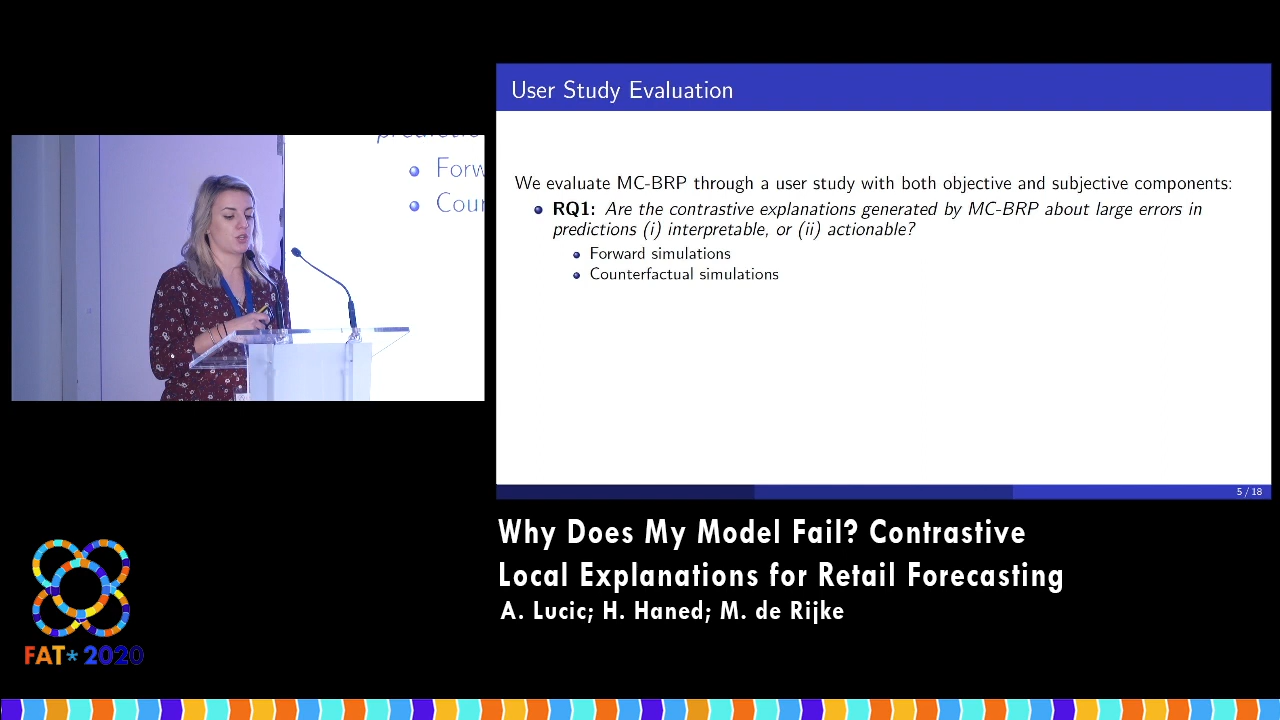 User Study Evaluation
We evaluate MC-BRP through a user study with both objective and subjective components:
RQ1: Are the contrastive explanations generated by MC-BRP about large errors in
predictions (i) interpretable, or (ii) actionable?
Forward simulations
Counterfactual simulations
5 / 18
Forw
Cour
Why Does My Model Fail? Contrastive
Local Explanations for Retail Forecasting
A. Lucic; H. Haned; M. de Rijke
FAT* 2020